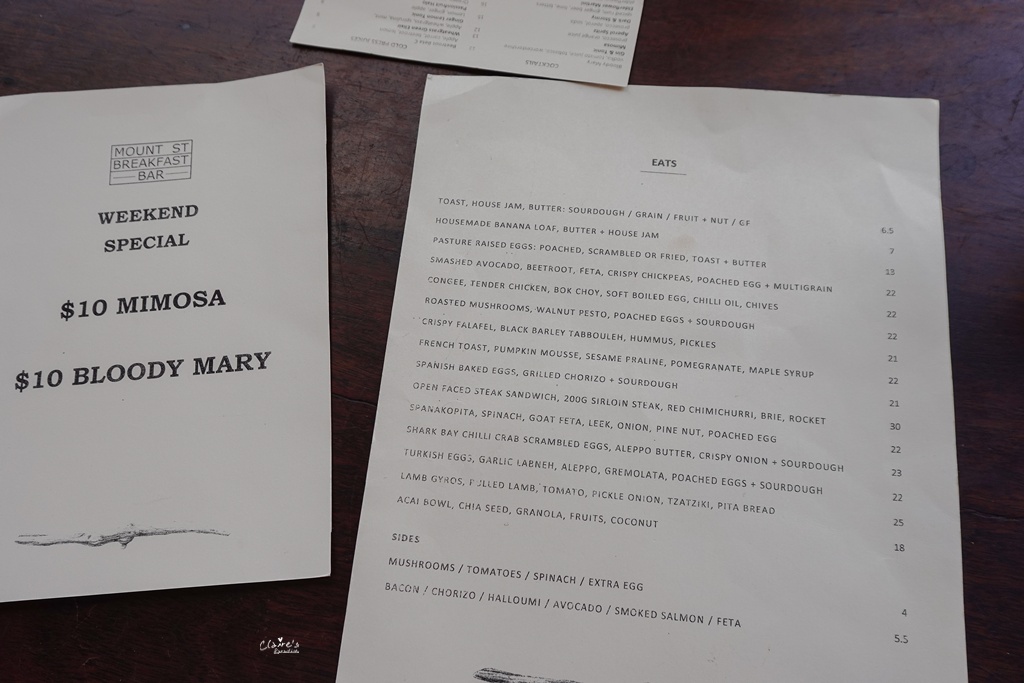 MOUNT ST
BREAKFAST
BAR
WEEKEND
SPECIAL
$10 MIMOSA
$10 BLOODY MARY
COCKTAILS
COLD PRESS JUICES
EATS
TOAST, HOUSE JAM, BUTTER: SOURDOUGH / GRAIN / FRUIT + NUT / GF 6.5
HOUSEMADE BANANA LOAF, BUTTER + HOUSE JAM 7
PASTURE RAISED EGGS: POACHED, SCRAMBLED OR FRIED, TOAST + BUTTER 13
SMASHED AVOCADO, BEETROOT, FETA, CRISPY CHICKPEAS, POACHED EGG + MULTIGRAIN 22
CONGEE, TENDER CHICKEN, BOK CHOY, SOFT BOILED EGG, CHILLI OIL, CHIVES 22
ROASTED MUSHROOMS, WALNUT PESTO, POACHED EGGS + SOURDOUGH 22
CRISPY FALAFEL, BLACK BARLEY TABBOULEH, HUMMUS, PICKLES 21
FRENCH TOAST, PUMPKIN MOUSSE, SESAME PRALINE, POMEGRANATE, MAPLE SYRUP 22
SPANISH BAKED EGGS, GRILLED CHORIZO + SOURDOUGH 21
OPEN FACED STEAK SANDWICH, 200G SIRLOIN STEAK, RED CHIMICHURRI, BRIE, ROCKET 30
SPANAKOPITA, SPINACH, GOAT FETA, LEEK, ONION, PINE NUT, POACHED EGG 22
SHARK BAY CHILLI CRAB SCRAMBLED EGGS, ALEPPO BUTTER, CRISPY ONION + SOURDOUGH 23
TURKISH EGGS, GARLIC LABNEH, ALEPPO, GREMOLATA, POACHED EGGS + SOURDOUGH 22
LAMB GYROS, PULLED LAMB, TOMATO, PICKLE ONION, TZATZIKI, PITA BREAD 25
ACAI BOWL, CHIA SEED, GRANOLA, FRUITS, COCONUT 18
SIDES
MUSHROOMS / TOMATOES / SPINACH / EXTRA EGG 4
BACON / CHORIZO / HALLOUMI / AVOCADO / SMOKED SALMON / FETA 5.5
Claire's